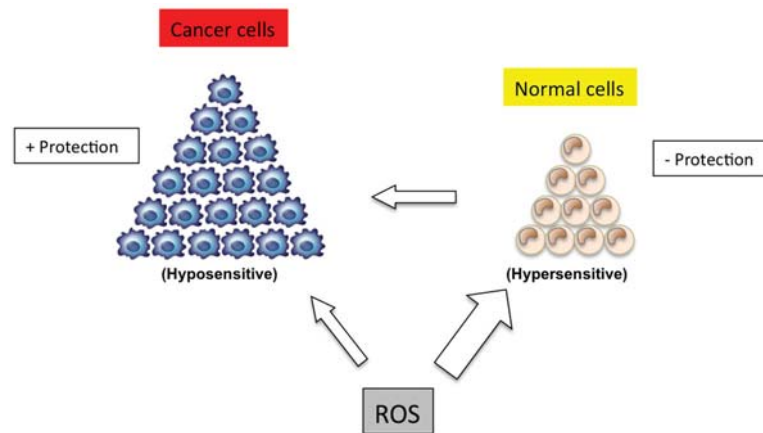 Cancer cells
Normal cells
+ Protection
- Protection
(Hyposensitive)
(Hypersensitive)
ROS